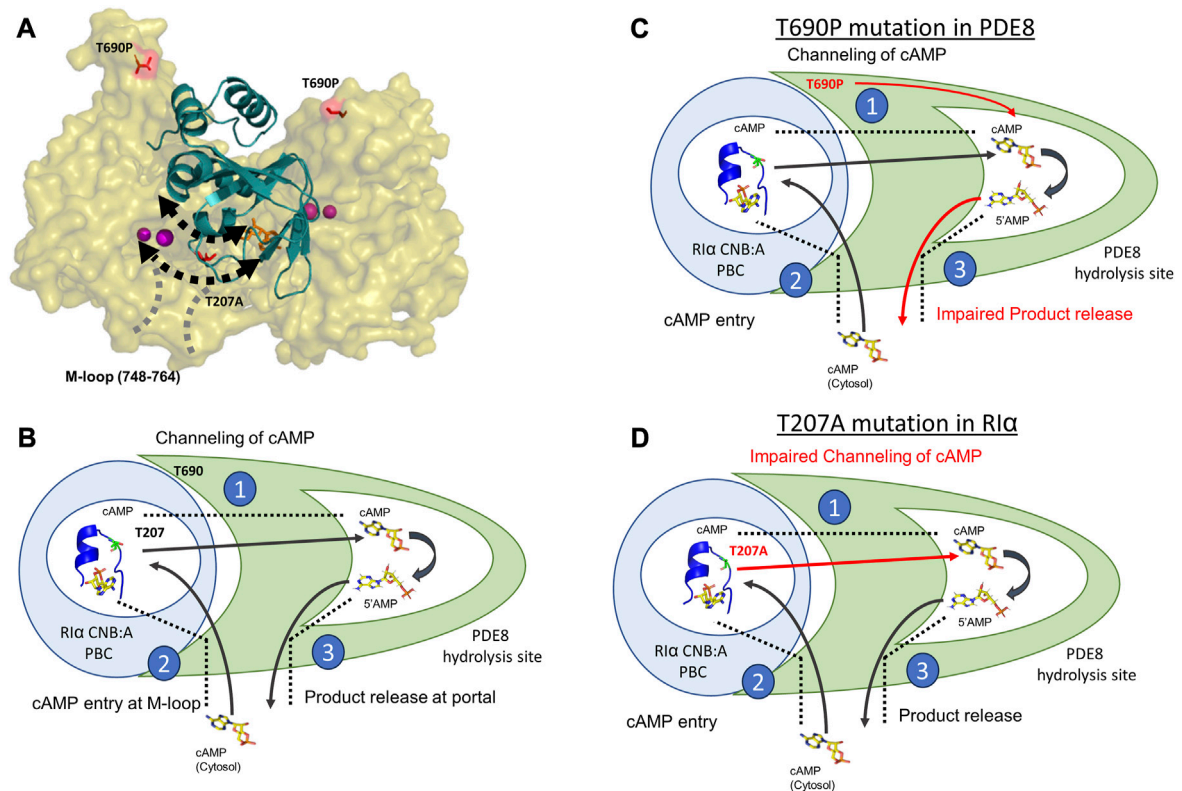 A
T690P
T690P
T207A
M-loop (748-764)
B
Channeling of cAMP
T690
1
cAMP
T207
cAMP
5'AMP
RIα CNB:A
PBC
2
3
PDE8
hydrolysis site
cAMP entry at M-loop
Product release at portal
cAMP
(Cytosol)
C
T690P mutation in PDE8
Channeling of cAMP
T690P
1
cAMP
cAMP
5'AMP
RIα CNB:A
PBC
2
3
PDE8
hydrolysis site
cAMP entry
Impaired Product release
cAMP
(Cytosol)
D
T207A mutation in RIα
Impaired Channeling of cAMP
1
cAMP
cAMP
T207A
5'AMP
RIα CNB:A
PBC
2
3
PDE8
hydrolysis site
cAMP entry
Product release
cAMP
(Cytosol)